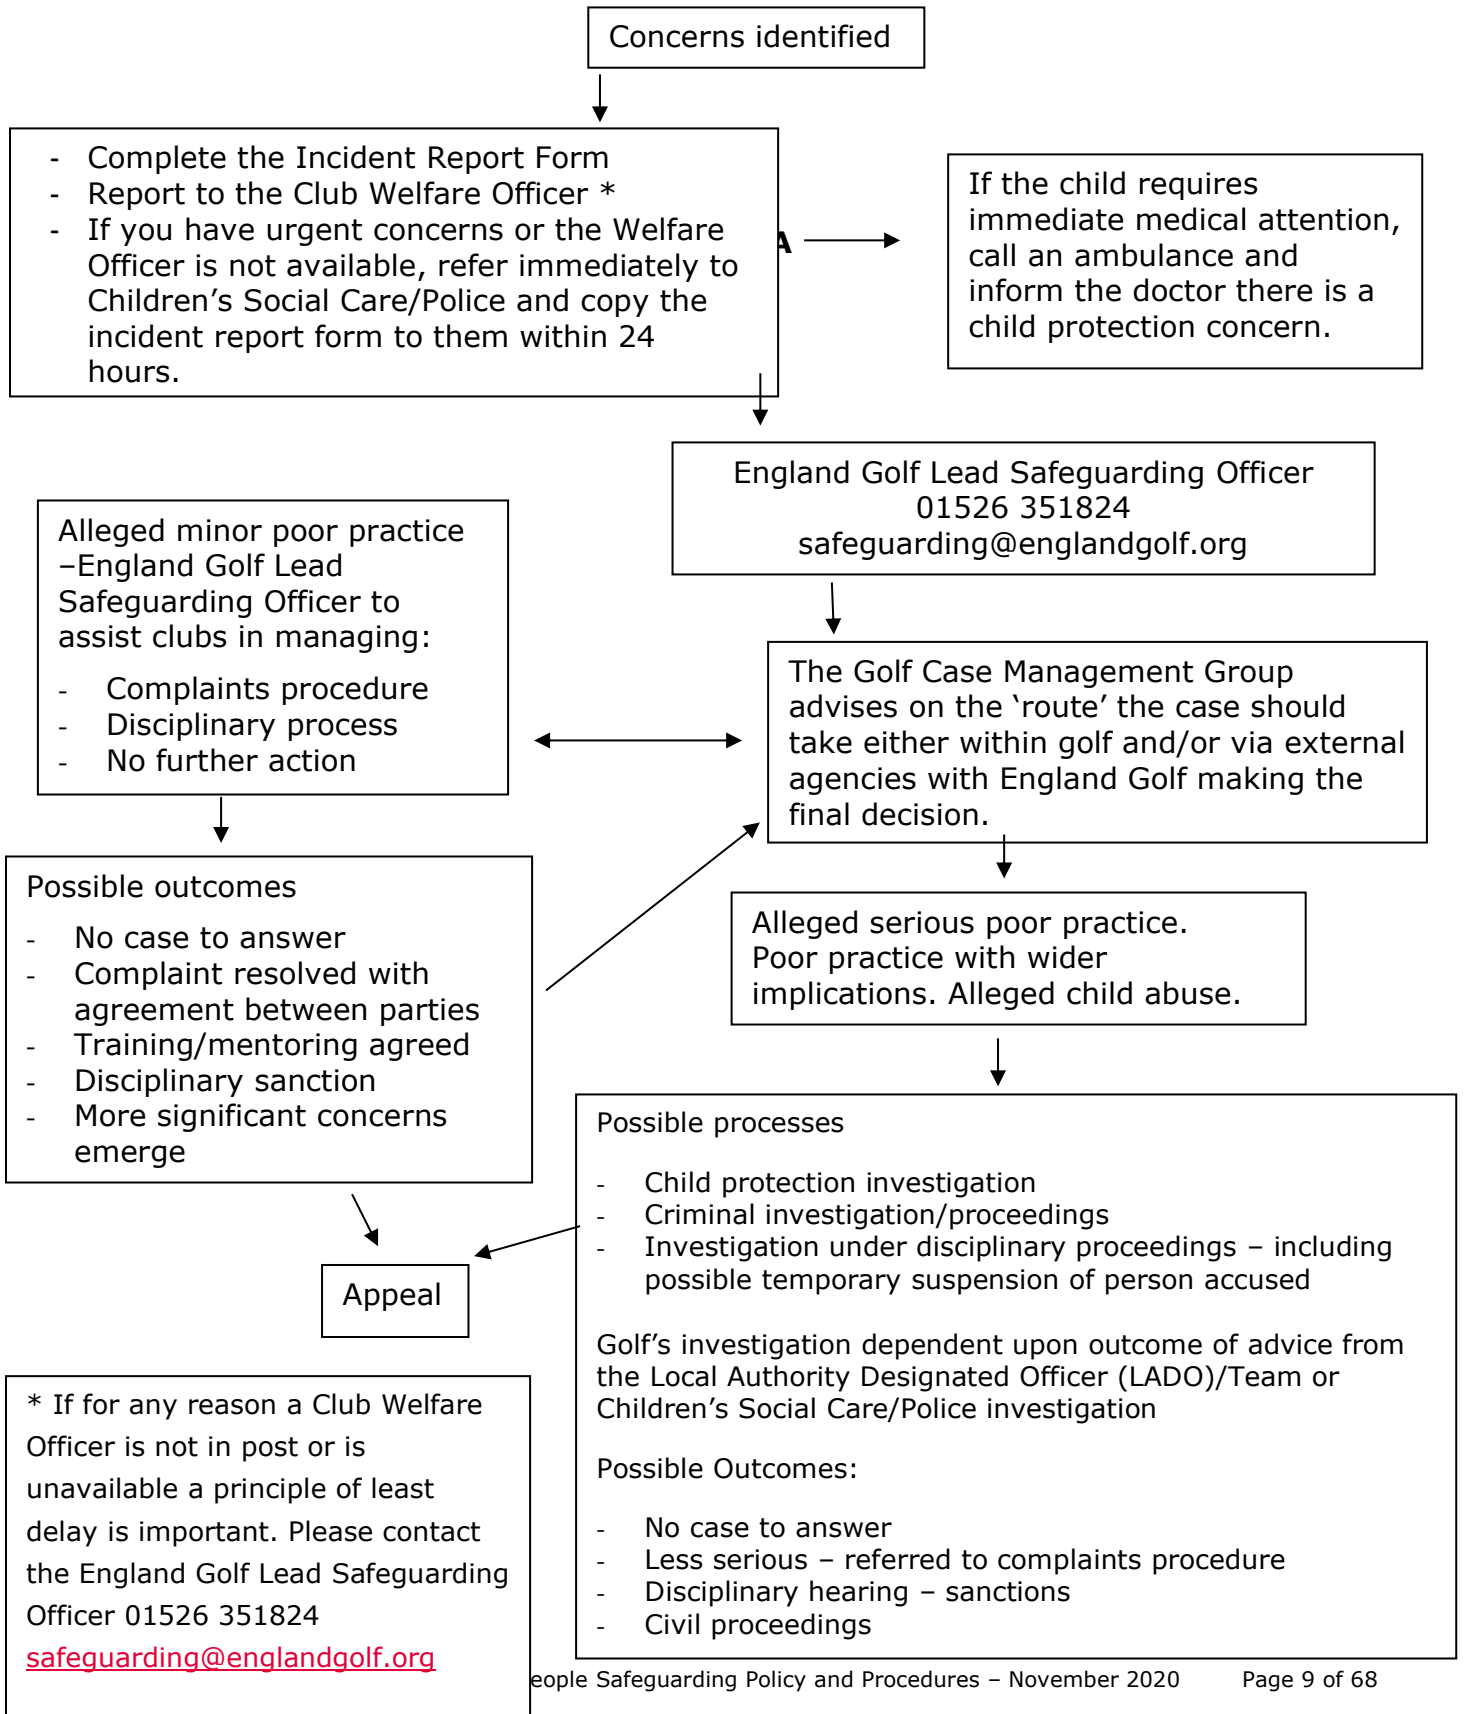 Concerns identified
- Complete the Incident Report Form
- Report to the Club Welfare Officer *
- If you have urgent concerns or the Welfare
Officer is not available, refer immediately to
Children’s Social Care/Police and copy the
incident report form to them within 24
hours.
If the child requires
immediate medical attention,
call an ambulance and
inform the doctor there is a
child protection concern.
England Golf Lead Safeguarding Officer
01526 351824
safeguarding@englandgolf.org
Alleged minor poor practice
–England Golf Lead
Safeguarding Officer to
assist clubs in managing:
- Complaints procedure
- Disciplinary process
- No further action
The Golf Case Management Group
advises on the ‘route’ the case should
take either within golf and/or via external
agencies with England Golf making the
final decision.
Possible outcomes
- No case to answer
- Complaint resolved with
agreement between parties
- Training/mentoring agreed
- Disciplinary sanction
- More significant concerns
emerge
Alleged serious poor practice.
Poor practice with wider
implications. Alleged child abuse.
Possible processes
- Child protection investigation
- Criminal investigation/proceedings
- Investigation under disciplinary proceedings – including
possible temporary suspension of person accused
Golf’s investigation dependent upon outcome of advice from
the Local Authority Designated Officer (LADO)/Team or
Children’s Social Care/Police investigation
Possible Outcomes:
- No case to answer
- Less serious – referred to complaints procedure
- Disciplinary hearing – sanctions
- Civil proceedings
Appeal
* If for any reason a Club Welfare
Officer is not in post or is
unavailable a principle of least
delay is important. Please contact
the England Golf Lead Safeguarding
Officer 01526 351824
safeguarding@englandgolf.org
eople Safeguarding Policy and Procedures – November 2020 Page 9 of 68